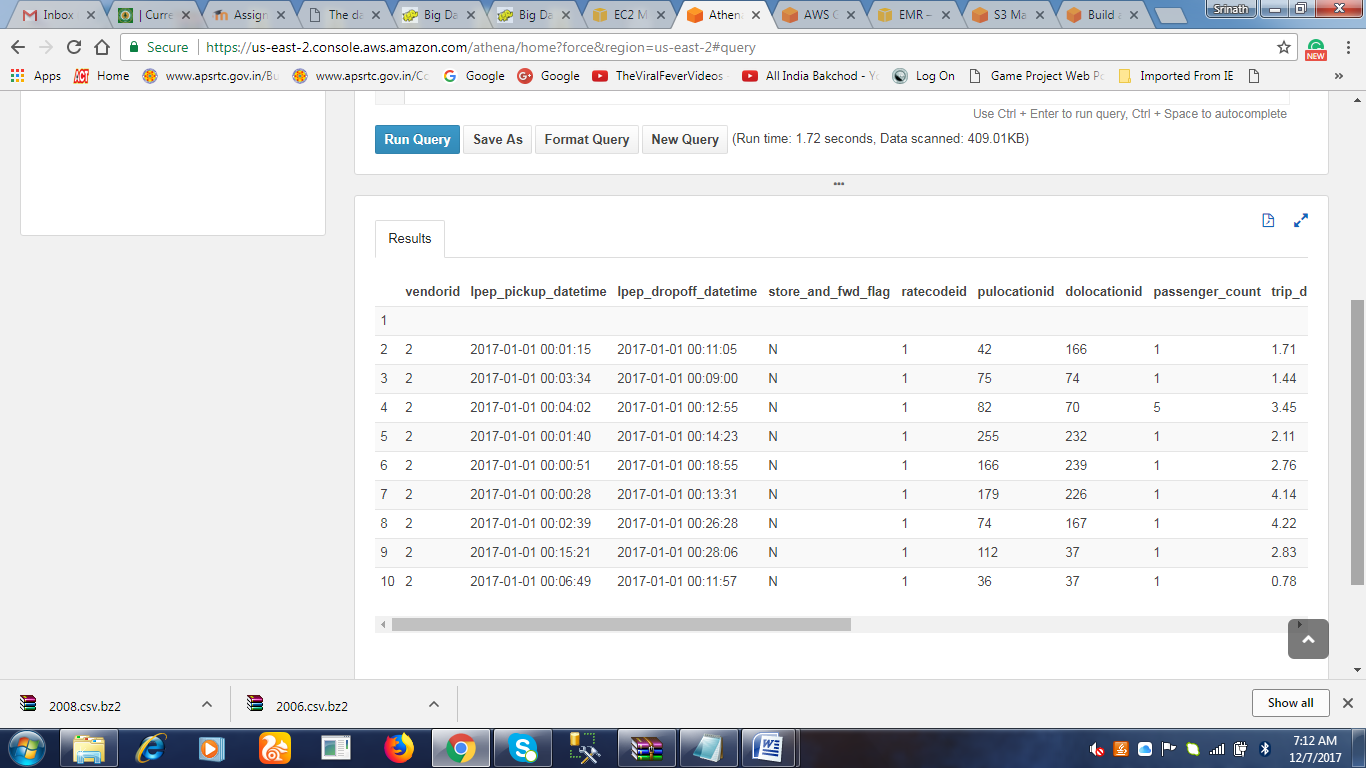 Inbox | Curre Assign The da Big Da Big Da EC2 M Athen AWS C EMR – S3 Ma Build a Srinath
Secure https://us-east-2.console.aws.amazon.com/athena/home?force&region=us-east-2#query NEW
Apps ACT Home www.apsrtc.gov.in/Bu www.apsrtc.gov.in/Co Google Google TheViralFeverVideos All India Bakchod - Yo Log On Game Project Web Po Imported From IE »
Use Ctrl + Enter to run query, Ctrl + Space to autocomplete
Run Query Save As Format Query New Query (Run time: 1.72 seconds, Data scanned: 409.01KB)
Results
vendorid lpep_pickup_datetime lpep_dropoff_datetime store_and_fwd_flag ratecodeid pulocationid dolocationid passenger_count trip_d
1
2 2 2017-01-01 00:01:15 2017-01-01 00:11:05 N 1 42 166 1 1.71
3 2 2017-01-01 00:03:34 2017-01-01 00:09:00 N 1 75 74 1 1.44
4 2 2017-01-01 00:04:02 2017-01-01 00:12:55 N 1 82 70 5 3.45
5 2 2017-01-01 00:01:40 2017-01-01 00:14:23 N 1 255 232 1 2.11
6 2 2017-01-01 00:00:51 2017-01-01 00:18:55 N 1 166 239 1 2.76
7 2 2017-01-01 00:00:28 2017-01-01 00:13:31 N 1 179 226 1 4.14
8 2 2017-01-01 00:02:39 2017-01-01 00:26:28 N 1 74 167 1 4.22
9 2 2017-01-01 00:15:21 2017-01-01 00:28:06 N 1 112 37 1 2.83
10 2 2017-01-01 00:06:49 2017-01-01 00:11:57 N 1 36 37 1 0.78
2008.csv.bz2 2006.csv.bz2 Show all
7:12 AM
12/7/2017